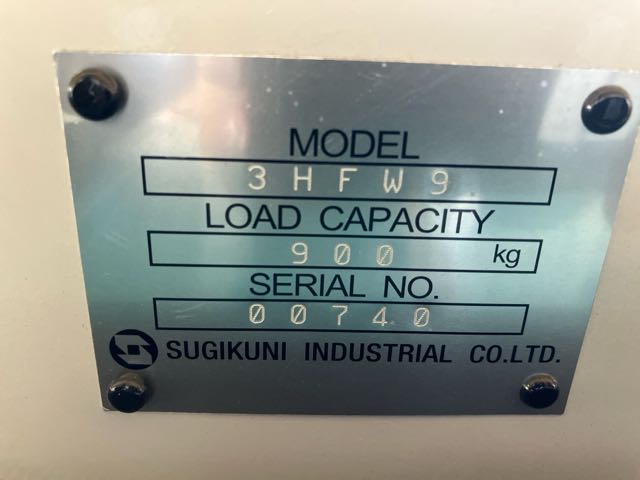 MODEL
3HFW9
LOAD CAPACITY
900 kg
SERIAL NO.
00740
SUGIKUNI INDUSTRIAL CO.LTD.